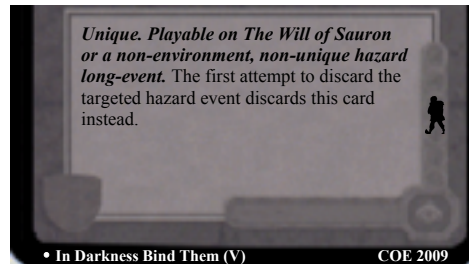 Unique. Playable on The Will of Sauron
or a non-environment, non-unique hazard
long-event. The first attempt to discard the
targeted hazard event discards this card
instead.
• In Darkness Bind Them (V) COE 2009